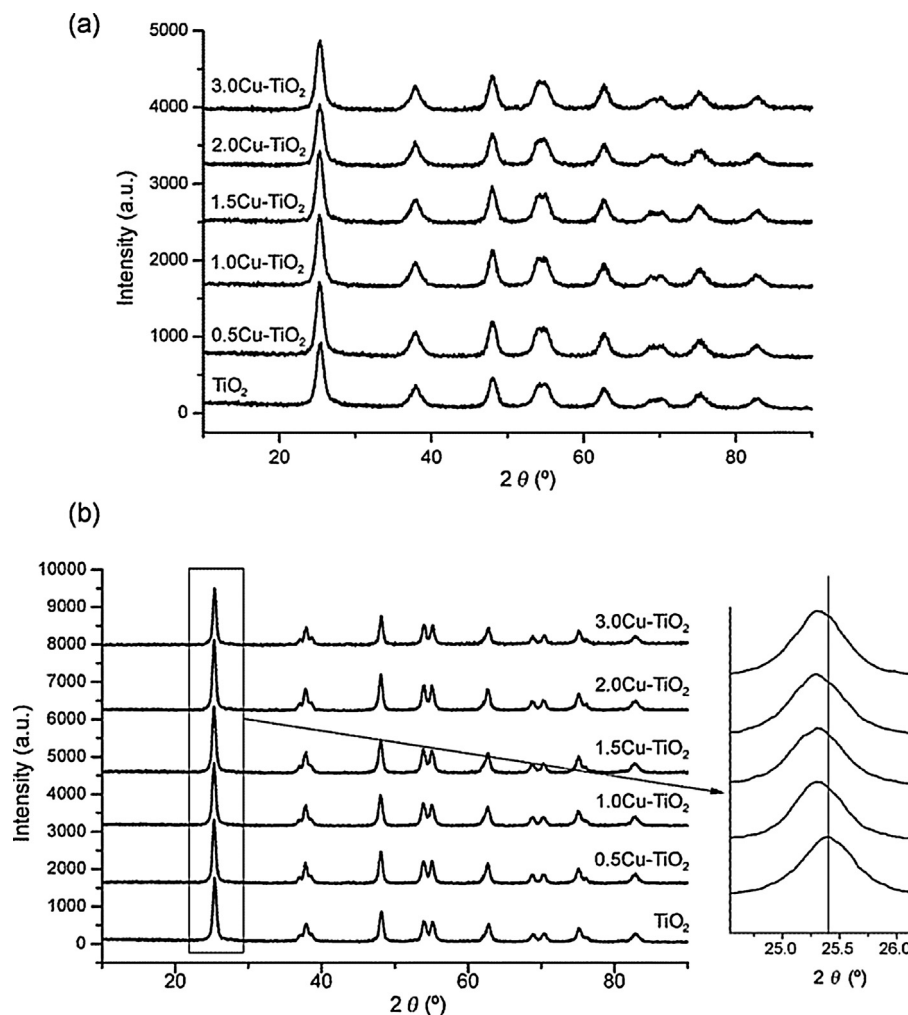 (a)
5000
4000
3000
2000
1000
0
Intensity (a.u.)
3.0Cu-TiO₂
2.0Cu-TiO₂
1.5Cu-TiO₂
1.0Cu-TiO₂
0.5Cu-TiO₂
TiO₂
20 40 60 80
2 θ (º)
(b)
10000
9000
8000
7000
6000
5000
4000
3000
2000
1000
0
Intensity (a.u.)
3.0Cu-TiO₂
2.0Cu-TiO₂
1.5Cu-TiO₂
1.0Cu-TiO₂
0.5Cu-TiO₂
TiO₂
20 40 60 80
2 θ (º)
25.0 25.5 26.0
2 θ (º)